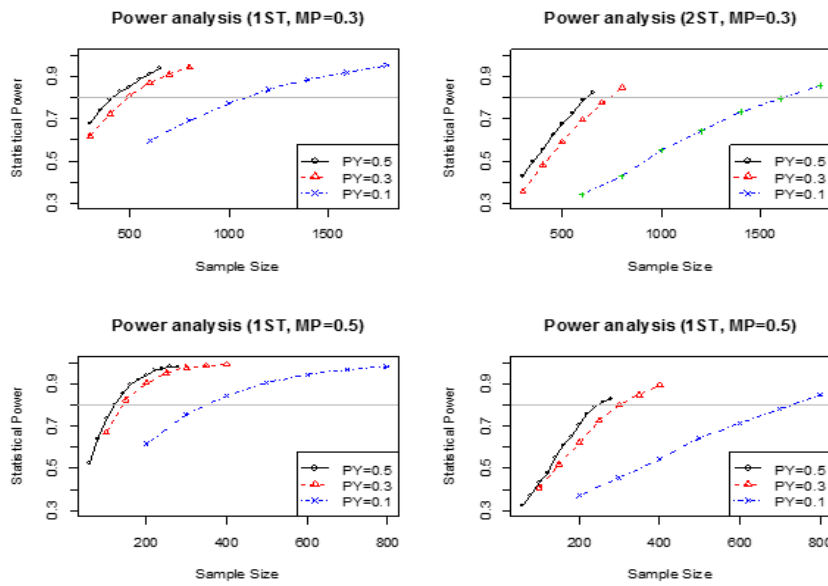 Power analysis (1ST, MP=0.3)
Statistical Power
0.3 0.5 0.7 0.9
PY=0.5
PY=0.3
PY=0.1
500 1000 1500
Sample Size
Power analysis (2ST, MP=0.3)
Statistical Power
0.3 0.5 0.7 0.9
PY=0.5
PY=0.3
PY=0.1
500 1000 1500
Sample Size
Power analysis (1ST, MP=0.5)
Statistical Power
0.3 0.5 0.7 0.9
PY=0.5
PY=0.3
PY=0.1
200 400 600 800
Sample Size
Power analysis (1ST, MP=0.5)
Statistical Power
0.3 0.5 0.7 0.9
PY=0.5
PY=0.3
PY=0.1
200 400 600 800
Sample Size